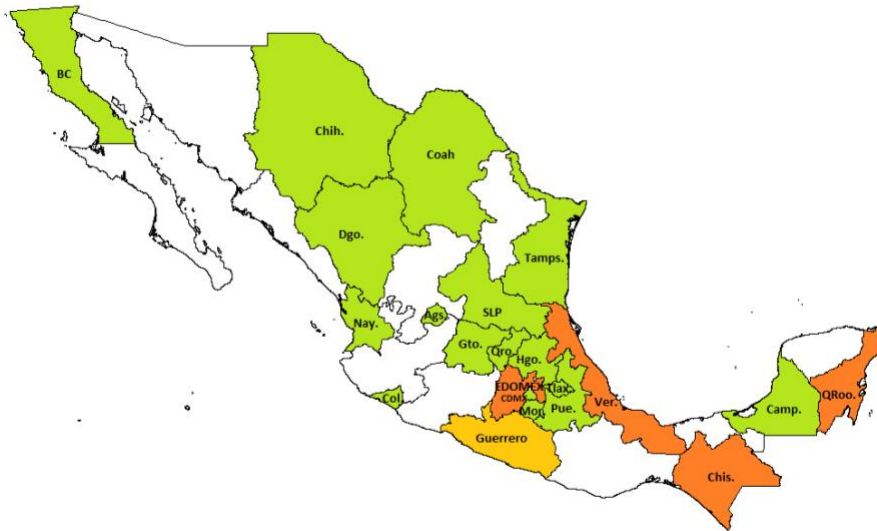 BC
Chih.
Coah
Dgo.
Tamps.
Nay.
Ags.
SLP
Gto.
Qro.
Hgo.
EDOMEX
CDMX
Tlax.
Col.
Mor.
Pue.
Ver.
Camp.
QRoo.
Guerrero
Chis.